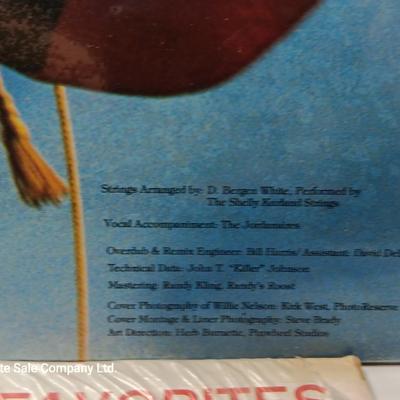 Strings Arranged by: D. Bergen White, Performed by
The Shelly Kurland Strings
Vocal Accompaniment: The Jordanaires
Overdub & Remix Engineer: Bill Harris/ Assistant: David Del
Technical Data: John T. "Killer" Johnson
Mastering: Randy Kling, Randy's Roost
Cover Photography of Willie Nelson: Kirk West, PhotoReserve
Cover Montage & Liner Photography: Steve Brady
Art Direction: Herb Burnette, Pinwheel Studios
te Sale Company Ltd.
FAVORITES